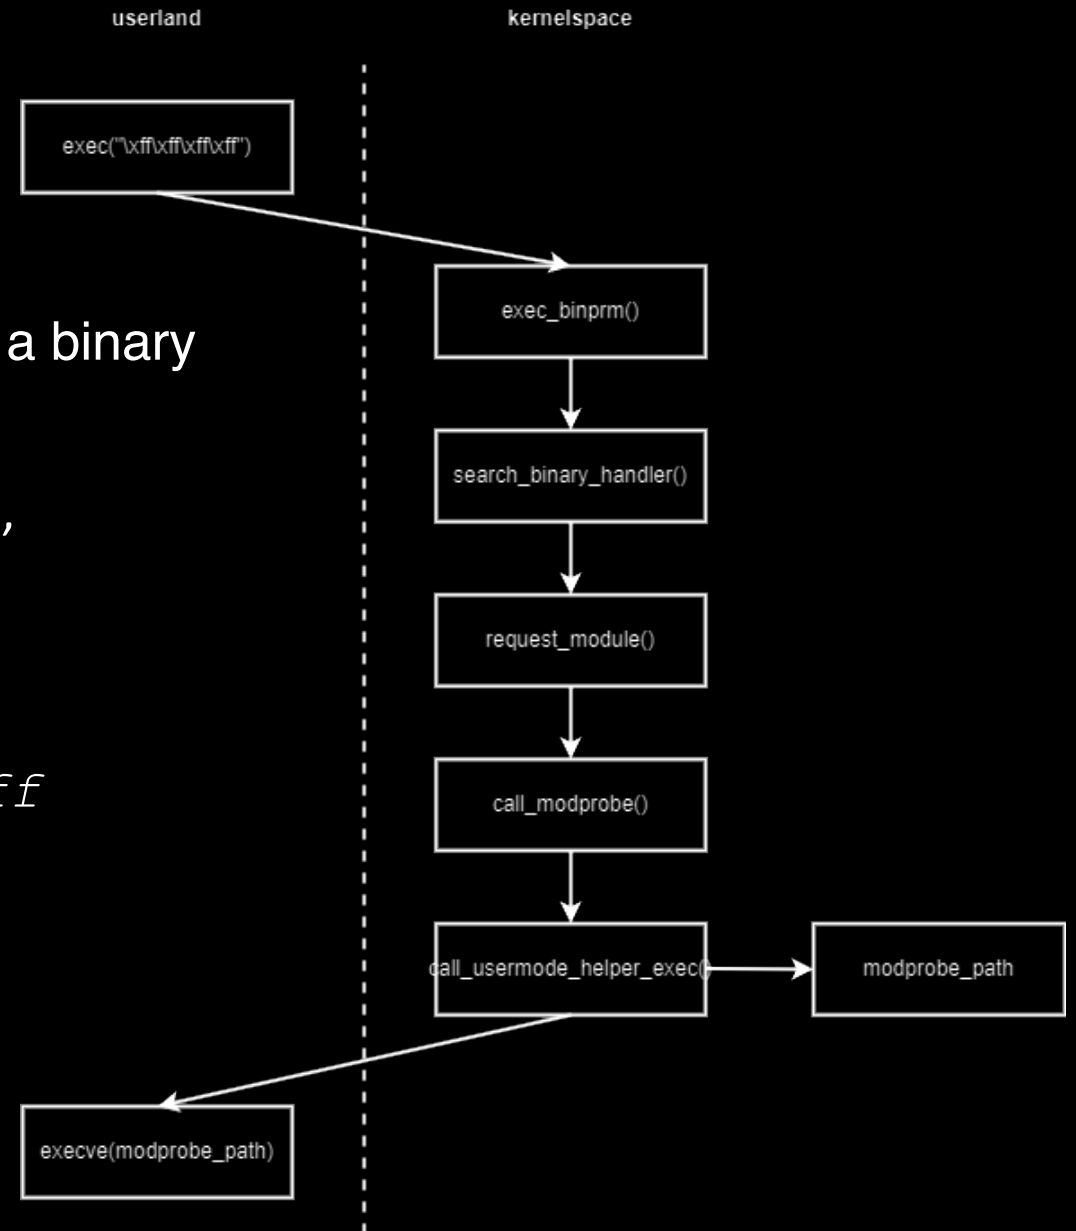 userland
kernelspace
exec("\xff\xff\xff\xff")
exec_binprm()
a binary
search_binary_handler()
,
request_module()
ff
call_modprobe()
call_usermode_helper_exec()
modprobe_path
execve(modprobe_path)